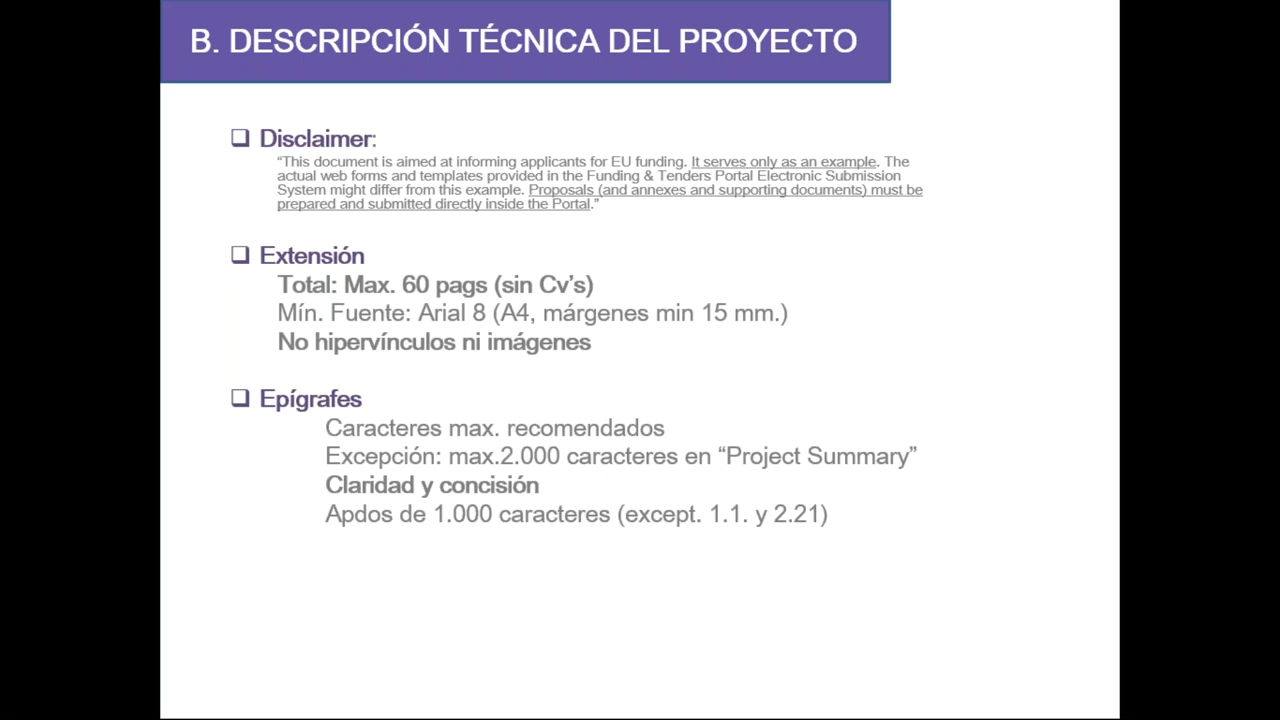 B. DESCRIPCIÓN TÉCNICA DEL PROYECTO
Disclaimer:
“This document is aimed at informing applicants for EU funding. It serves only as an example. The
actual web forms and templates provided in the Funding & Tenders Portal Electronic Submission
System might differ from this example. Proposals (and annexes and supporting documents) must be
prepared and submitted directly inside the Portal.”
Extensión
Total: Max. 60 pags (sin Cv’s)
Mín. Fuente: Arial 8 (A4, márgenes min 15 mm.)
No hipervínculos ni imágenes
Epígrafes
Caracteres max. recomendados
Excepción: max.2.000 caracteres en “Project Summary”
Claridad y concisión
Apdos de 1.000 caracteres (except. 1.1. y 2.21)